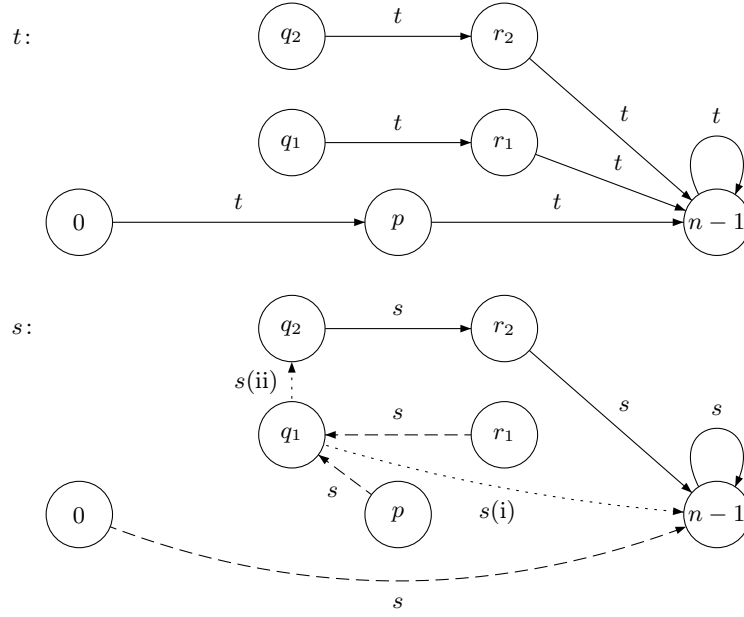 t:
q₂ t r₂
t
q₁ t r₁ t t
0 t p t n − 1
s:
q₂ s r₂
s(ii) s
q₁ s r₁ s
s s(i)
0 p n − 1
s